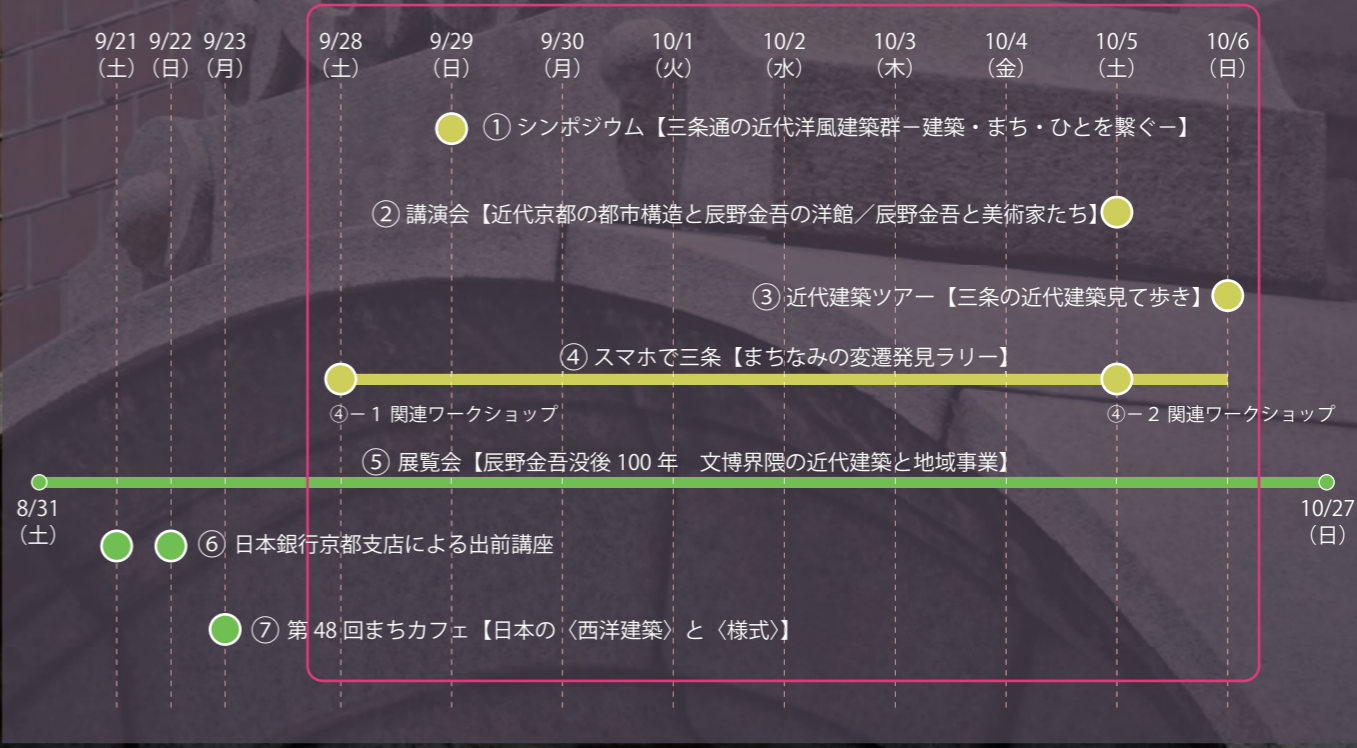 9/21 9/22 9/23 9/28 9/29 9/30 10/1 10/2 10/3 10/4 10/5 10/6
（土）（日）（月） （土） （日） （月） （火） （水） （木） （金） （土） （日）
① シンポジウム【三条通の近代洋風建築群－建築・まち・ひとを繋ぐ－】
② 講演会【近代京都の都市構造と辰野金吾の洋館／辰野金吾と美術家たち】
③ 近代建築ツアー【三条の近代建築見て歩き】
④ スマホで三条【まちなみの変遷発見ラリー】
④－１ 関連ワークショップ
④－２ 関連ワークショップ
⑤ 展覧会【辰野金吾没後 100 年　文博界隈の近代建築と地域事業】
8/31
（土）
10/27
（日）
⑥ 日本銀行京都支店による出前講座
⑦ 第 48 回まちカフェ【日本の〈西洋建築〉と〈様式〉】